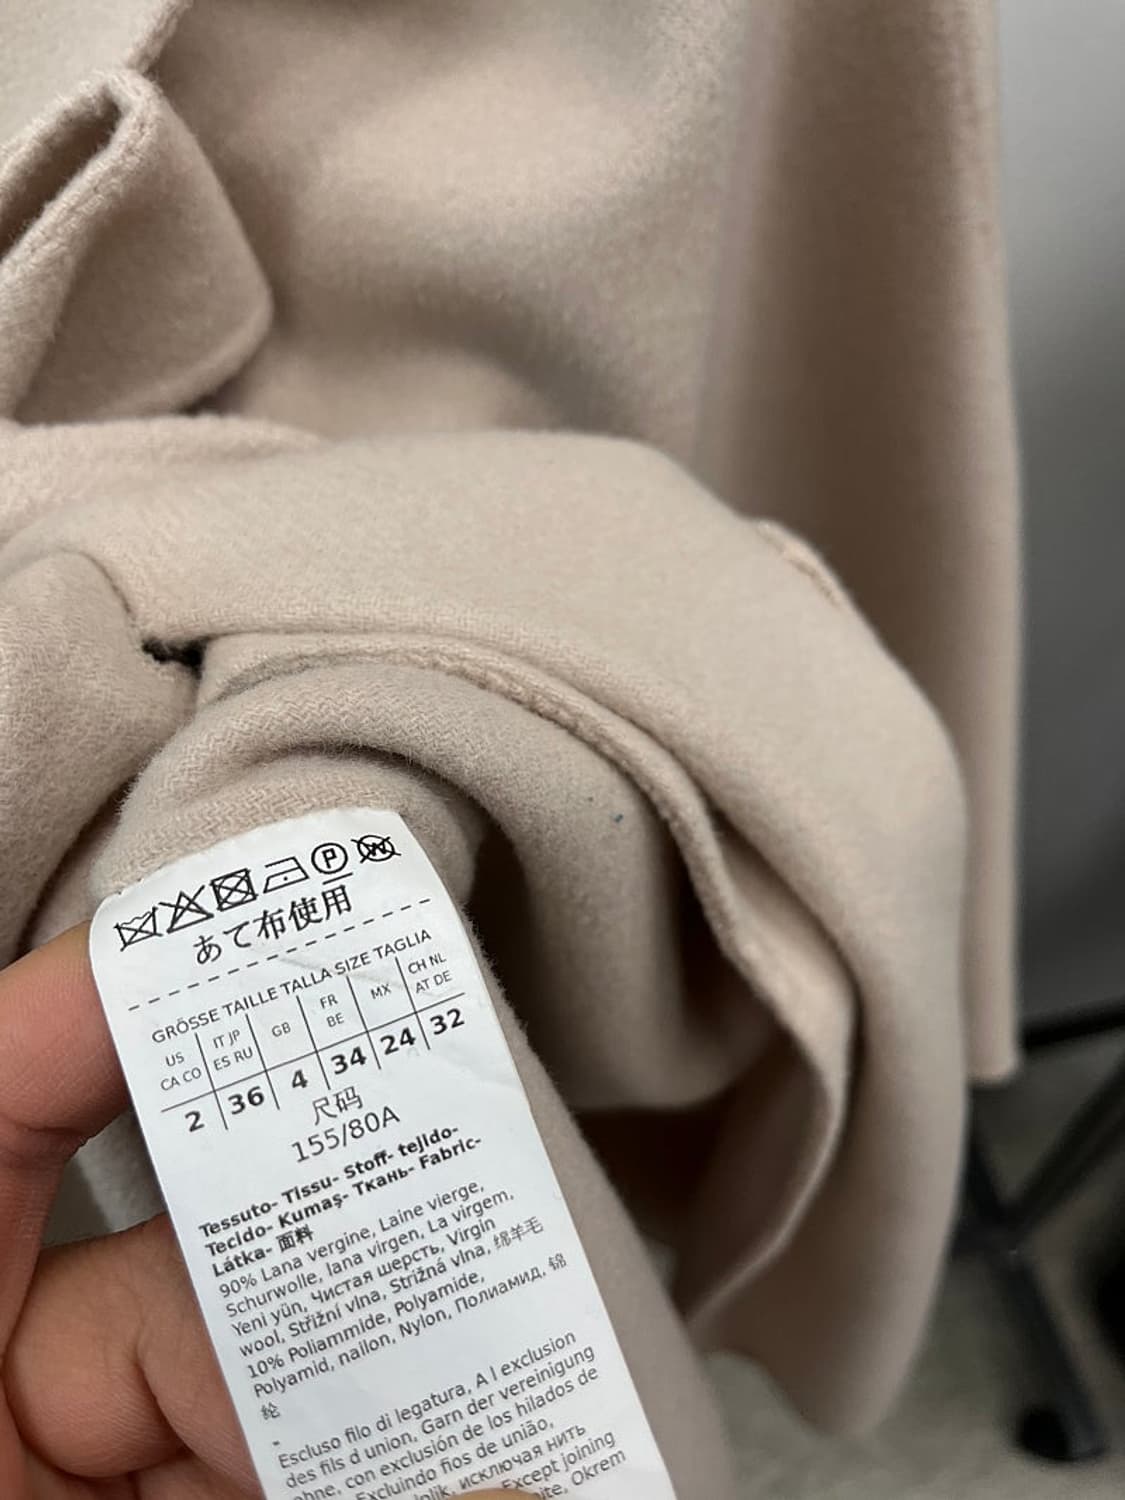 P W
あて布使用
GRÖSSE TAILLE TALLA SIZE TAGLIA
US CA CO | IT JP ES RU | GB | FR BE | MX | CH NL AT DE
2 | 36 | 4 | 34 | 24 | 32
尺码
155/80A
Tessuto- Tissu- Stoff- tejido-
Tecido- Kumaş- Ткань- Fabric-
Látka- 面料
90% Lana vergine, Laine vierge,
Schurwolle, lana virgen, La virgem,
Yeni yün, Чистая шерсть, Virgin
wool, Střižní vlna, Strižná vlna, 绵羊毛
10% Poliammide, Polyamide,
Polyamid, nailon, Nylon, Полиамид, 锦
纶
-
Escluso filo di legatura, A l exclusion
des fils d union, Garn der vereinigung
ohne, con exclusión de los hilados de
Excluindo fios de união,
исключая нить
Except joining
Okrem